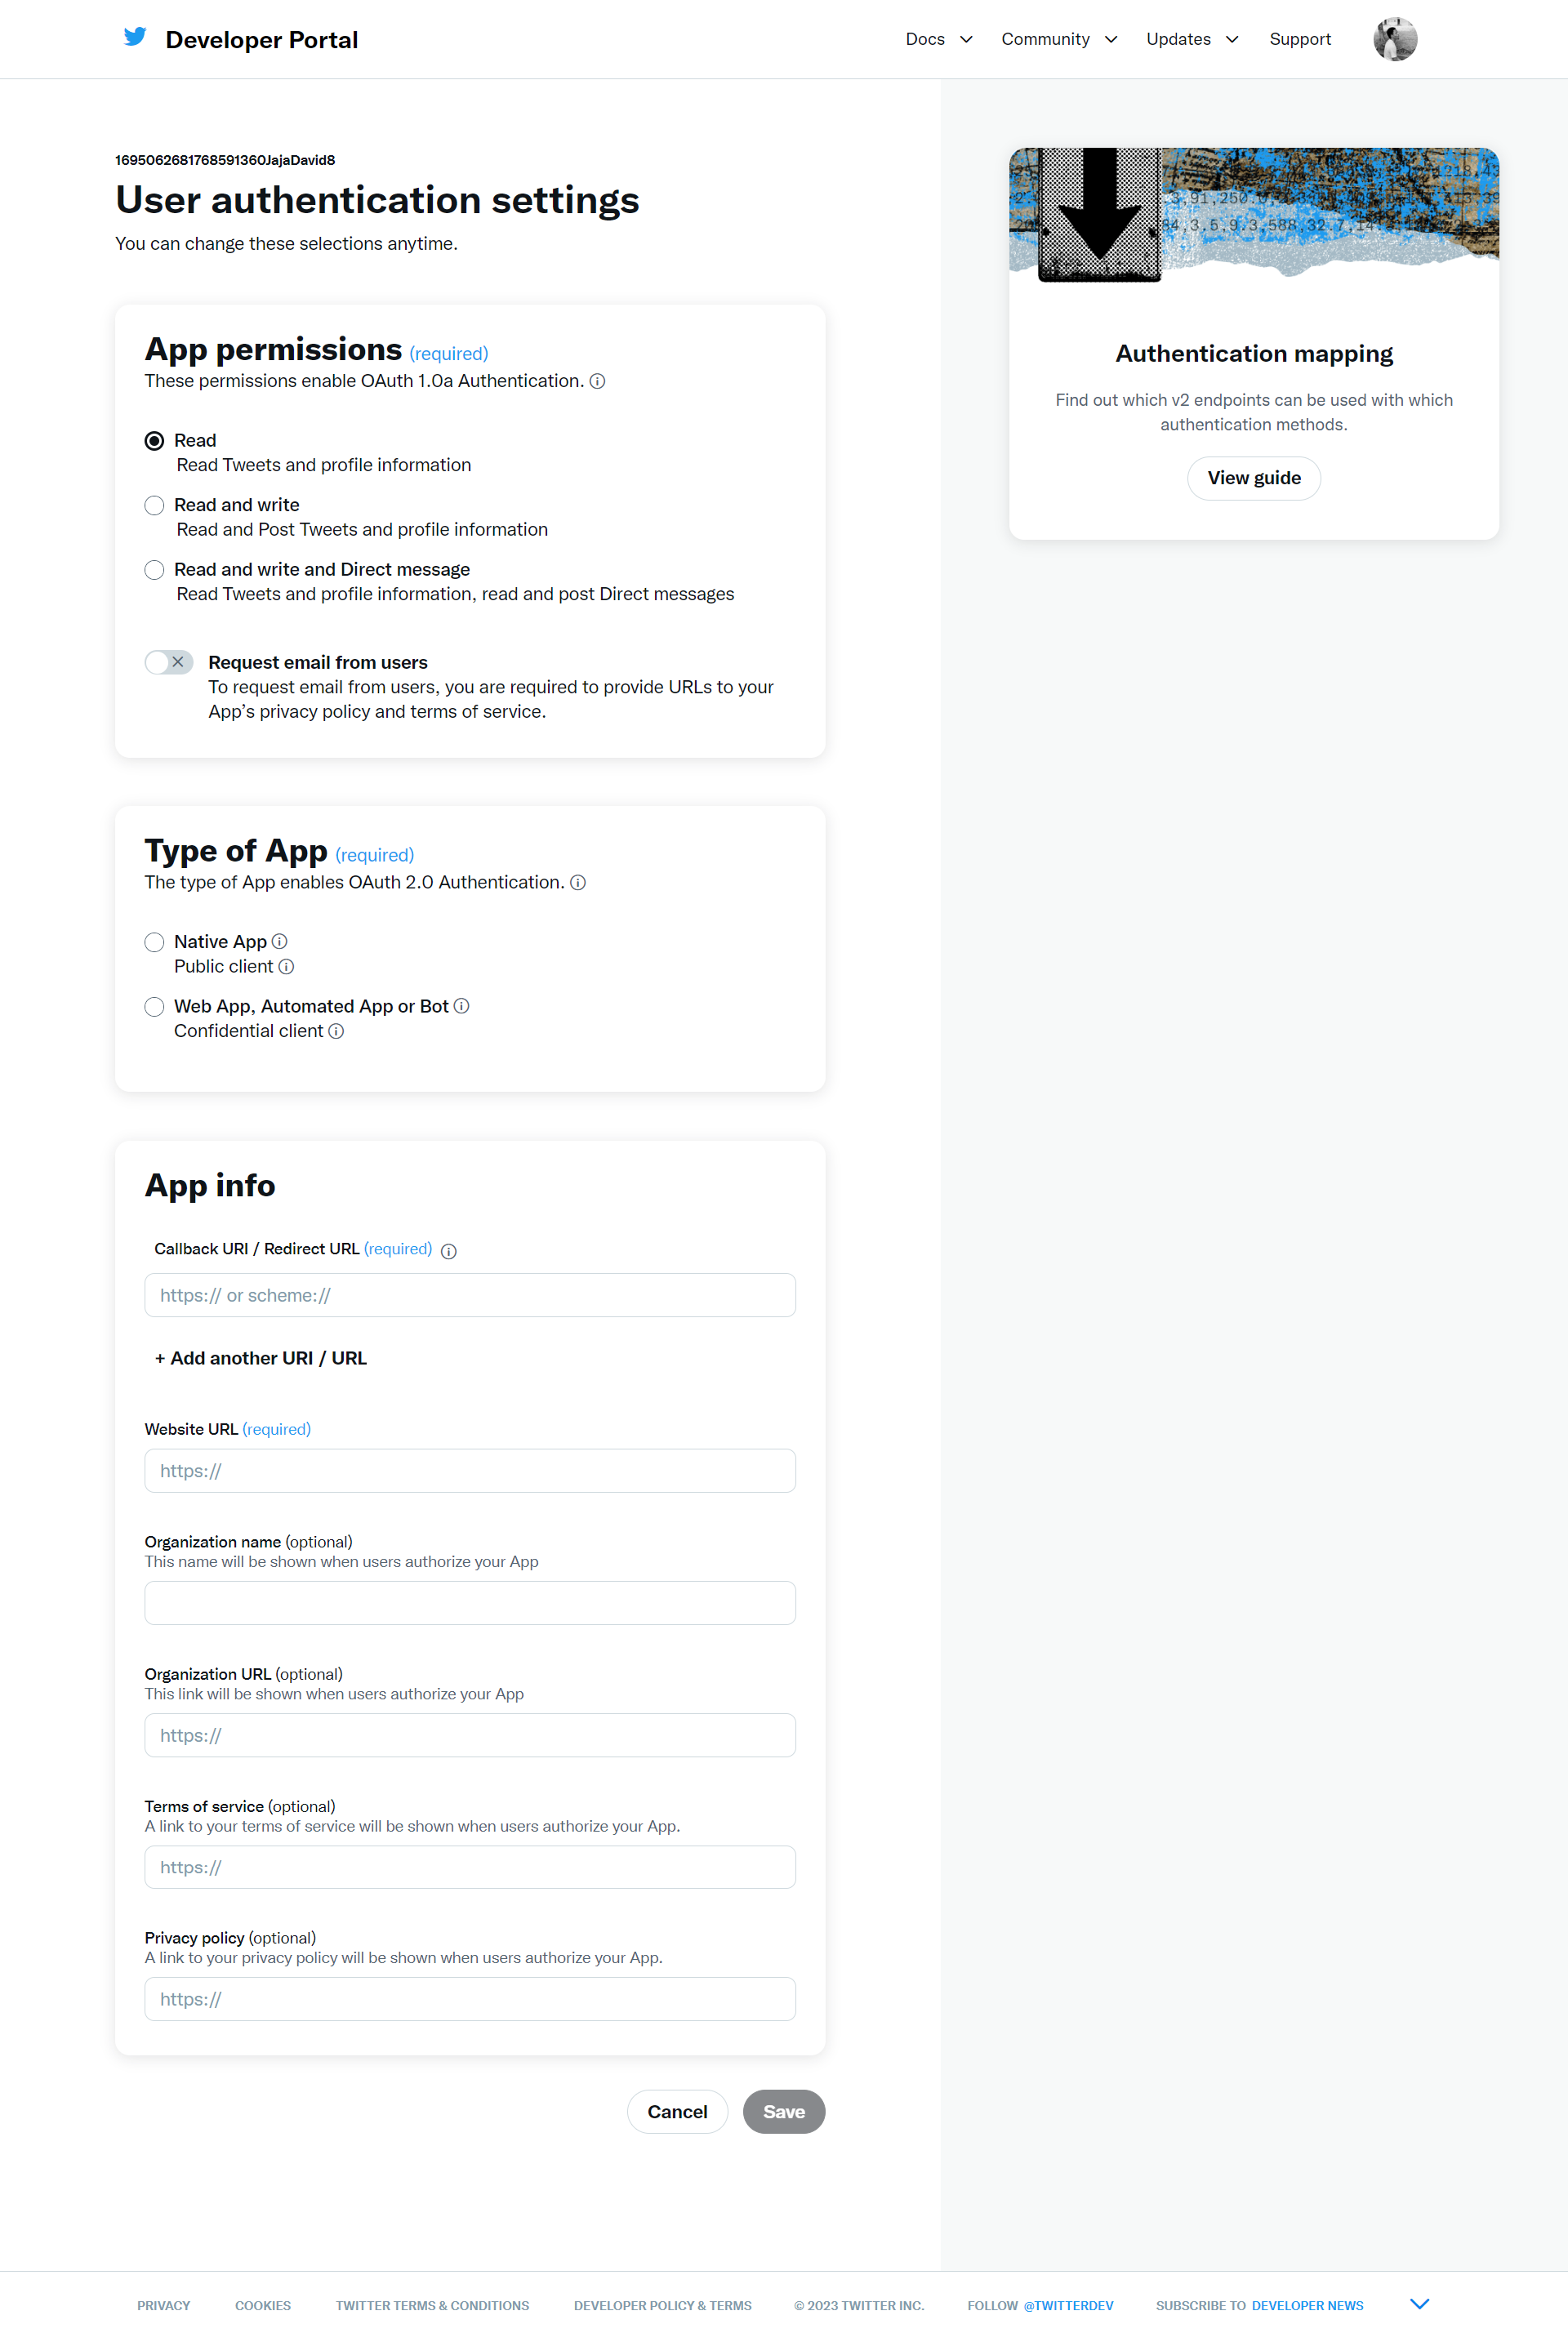 Developer Portal
Docs
Community
Updates
Support
1695062681768591360JajaDavid8
User authentication settings
You can change these selections anytime.
App permissions (required)
These permissions enable OAuth 1.0a Authentication.
Read
Read Tweets and profile information
Read and write
Read and Post Tweets and profile information
Read and write and Direct message
Read Tweets and profile information, read and post Direct messages
Request email from users
To request email from users, you are required to provide URLs to your
App’s privacy policy and terms of service.
Type of App (required)
The type of App enables OAuth 2.0 Authentication.
Native App
Public client
Web App, Automated App or Bot
Confidential client
App info
Callback URI / Redirect URL (required)
https:// or scheme://
+ Add another URI / URL
Website URL (required)
https://
Organization name (optional)
This name will be shown when users authorize your App
Organization URL (optional)
This link will be shown when users authorize your App
https://
Terms of service (optional)
A link to your terms of service will be shown when users authorize your App.
https://
Privacy policy (optional)
A link to your privacy policy will be shown when users authorize your App.
https://
Cancel
Save
Authentication mapping
Find out which v2 endpoints can be used with which
authentication methods.
View guide
PRIVACY
COOKIES
TWITTER TERMS & CONDITIONS
DEVELOPER POLICY & TERMS
© 2023 TWITTER INC.
FOLLOW @TWITTERDEV
SUBSCRIBE TO DEVELOPER NEWS